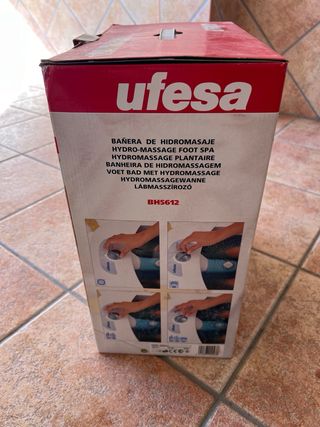 ufesa
BAÑERA DE HIDROMASAJE
HYDRO-MASSAGE FOOT SPA
HYDROMASSAGE PLANTAIRE
BANHEIRA DE HIDROMASSAGEM
VOET BAD MET HYDROMASSAGE
HYDROMASSAGEWANNE
LÁBMASSZÍROZÓ
BHS612